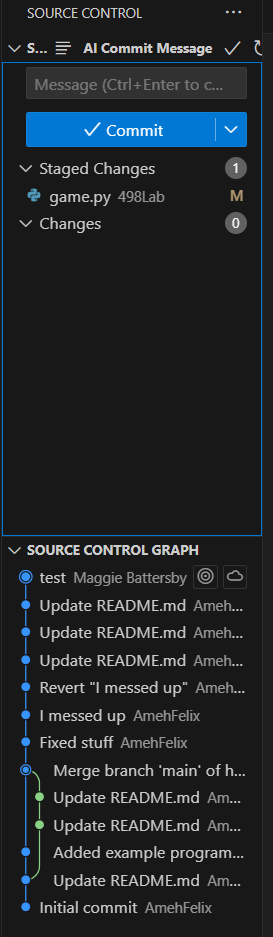 SOURCE CONTROL
S... AI Commit Message
Message (Ctrl+Enter to c...
Commit
Staged Changes 1
game.py 498Lab M
Changes 0
SOURCE CONTROL GRAPH
test Maggie Battersby
Update README.md Ameh...
Update README.md Ameh...
Update README.md Ameh...
Revert "I messed up" Ameh...
I messed up AmehFelix
Fixed stuff AmehFelix
Merge branch 'main' of h...
Update README.md Am...
Update README.md Am...
Added example program...
Update README.md Am...
Initial commit AmehFelix